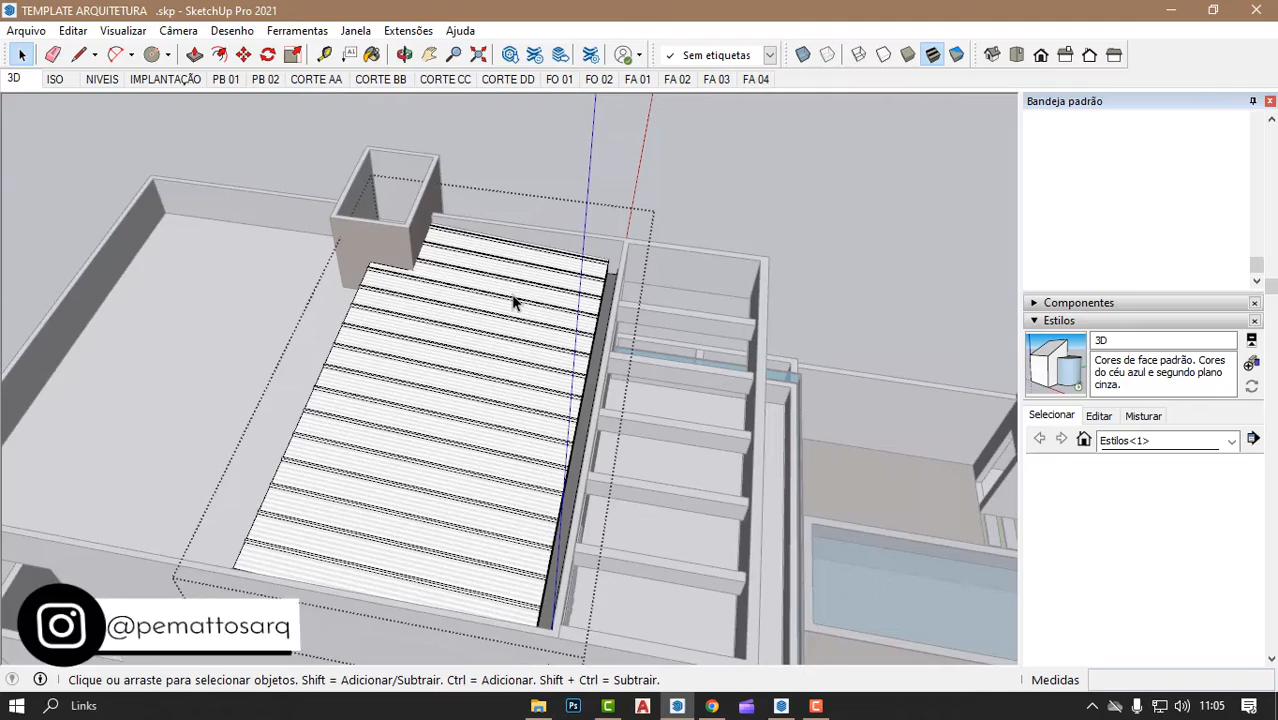 TEMPLATE ARQUITETURA .skp - SketchUp Pro 2021
Arquivo Editar Visualizar Câmera Desenho Ferramentas Janela Extensões Ajuda
Sem etiquetas
3D ISO NIVEIS IMPLANTAÇÃO PB 01 PB 02 CORTE AA CORTE BB CORTE CC CORTE DD FO 01 FO 02 FA 01 FA 02 FA 03 FA 04
Bandeja padrão
Componentes
Estilos
3D
Cores de face padrão. Cores
do céu azul e segundo plano
cinza.
Selecionar Editar Misturar
Estilos<1>
@pemattosarq
Clique ou arraste para selecionar objetos. Shift = Adicionar/Subtrair. Ctrl = Adicionar. Shift + Ctrl = Subtrair.
Medidas
Links
11:05